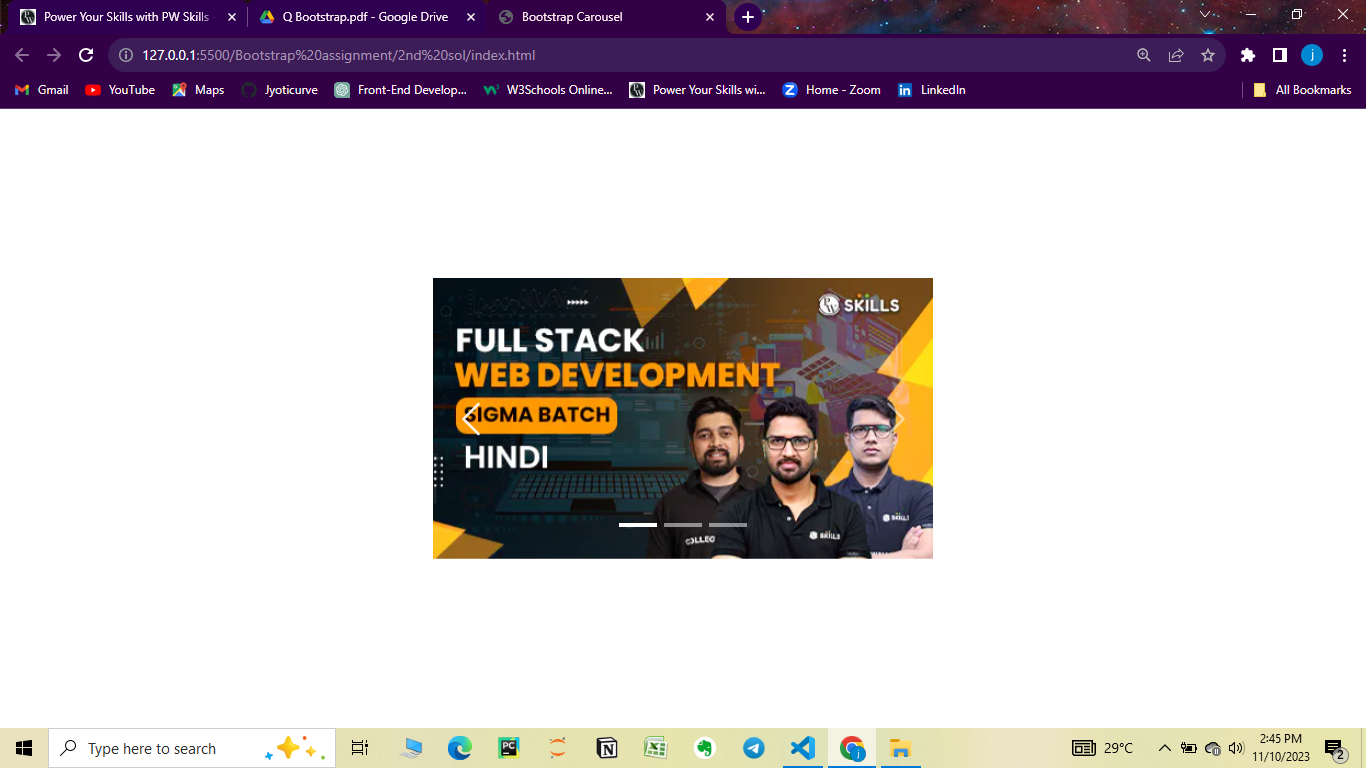 Power Your Skills with PW Skills
Q Bootstrap.pdf - Google Drive
Bootstrap Carousel
127.0.0.1:5500/Bootstrap%20assignment/2nd%20sol/index.html
j
Gmail
YouTube
Maps
Jyoticurve
Front-End Develop...
W3Schools Online...
Power Your Skills wi...
Home - Zoom
LinkedIn
All Bookmarks
PW SKILLS
FULL STACK
WEB DEVELOPMENT
SIGMA BATCH
HINDI
COLLEG
SKILLS
SKILLS
Type here to search
PC
29°C
2:45 PM
11/10/2023
2